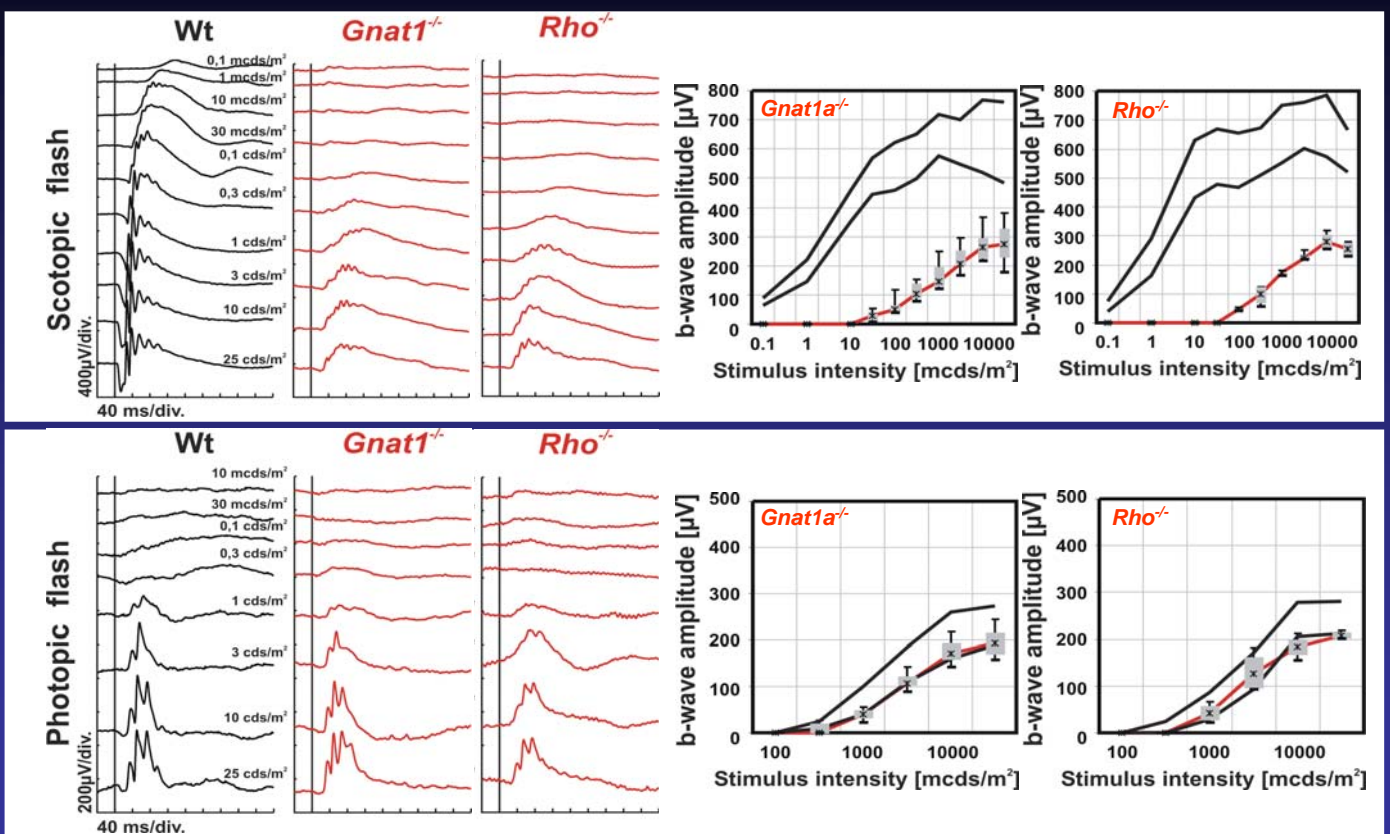 Wt
Gnat1-/-
Rho-/-
Scotopic flash
0,1 mcds/m²
1 mcds/m²
10 mcds/m²
30 mcds/m²
0,1 cds/m²
0,3 cds/m²
1 cds/m²
3 cds/m²
10 cds/m²
25 cds/m²
400µV/div.
40 ms/div.
b-wave amplitude [µV]
800
700
600
500
400
300
200
100
0
Gnat1a-/-
0.1 1 10 100 1000 10000
Stimulus intensity [mcds/m²]
b-wave amplitude [µV]
800
700
600
500
400
300
200
100
0
Rho-/-
0.1 1 10 100 1000 10000
Stimulus intensity [mcds/m²]
Wt
Gnat1-/-
Rho-/-
Photopic flash
10 mcds/m²
30 mcds/m²
0,1 cds/m²
0,3 cds/m²
1 cds/m²
3 cds/m²
10 cds/m²
25 cds/m²
200µV/div.
40 ms/div.
b-wave amplitude [µV]
500
400
300
200
100
0
Gnat1a-/-
100 1000 10000
Stimulus intensity [mcds/m²]
b-wave amplitude [µV]
500
400
300
200
100
0
Rho-/-
100 1000 10000
Stimulus intensity [mcds/m²]